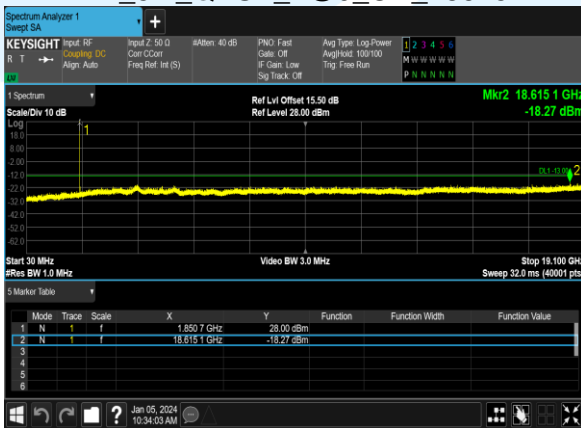 Spectrum Analyzer 1
Swept SA
KEYSIGHT Input: RF Input Z: 50 Ω #Atten: 40 dB PNO: Fast Avg Type: Log-Power 1 2 3 4 5 6
R T Coupling: DC Corr CCorr Gate: Off Avg|Hold: 100/100 M W W W W W
Align: Auto Freq Ref: Int (S) IF Gain: Low Trig: Free Run
Sig Track: Off P N N N N N
1 Spectrum
Ref Lvl Offset 15.50 dB Mkr2 18.615 1 GHz
Scale/Div 10 dB Ref Level 28.00 dBm -18.27 dBm
Log
18.0
8.00
-2.00
-12.0
-22.0
-32.0
-42.0
-52.0
-62.0
1
2
Start 30 MHz Video BW 3.0 MHz Stop 19.100 GHz
#Res BW 1.0 MHz Sweep 32.0 ms (40001 pts
5 Marker Table
Mode Trace Scale X Y Function Function Width Function Value
1 N 1 f 1.850 7 GHz 28.00 dBm
2 N 1 f 18.615 1 GHz -18.27 dBm
3
4
5
6
? Jan 05, 2024
10:34:03 AM